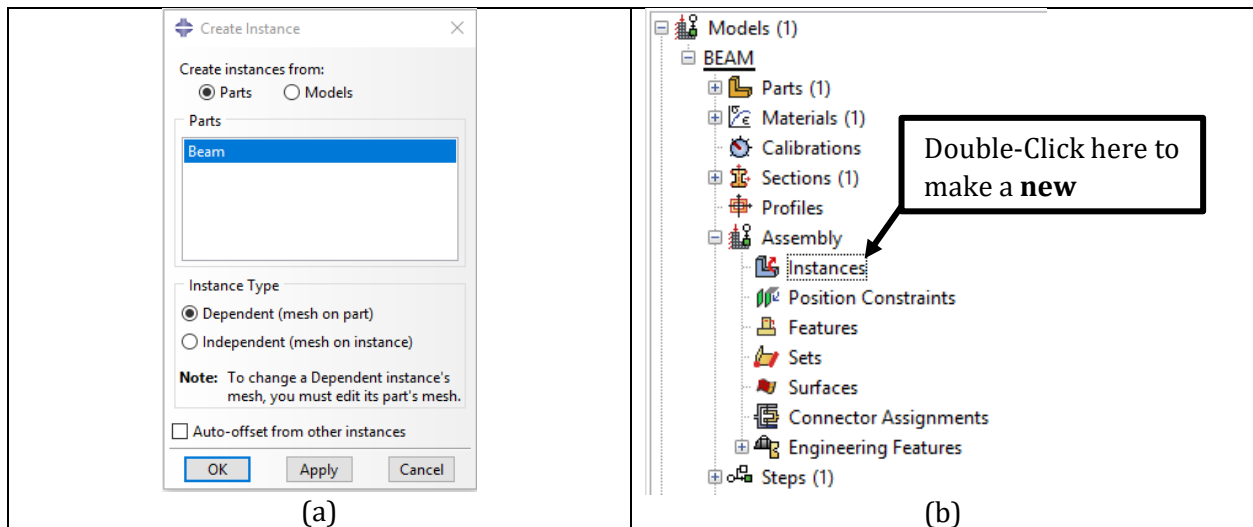 Create Instance
Create instances from:
Parts Models
Parts
Beam
Instance Type
Dependent (mesh on part)
Independent (mesh on instance)
Note: To change a Dependent instance's
mesh, you must edit its part's mesh.
Auto-offset from other instances
OK Apply Cancel
(a)
Models (1)
BEAM
Parts (1)
Materials (1)
Calibrations
Sections (1)
Profiles
Assembly
Instances
Position Constraints
Features
Sets
Surfaces
Connector Assignments
Engineering Features
Steps (1)
Double-Click here to
make a new
(b)